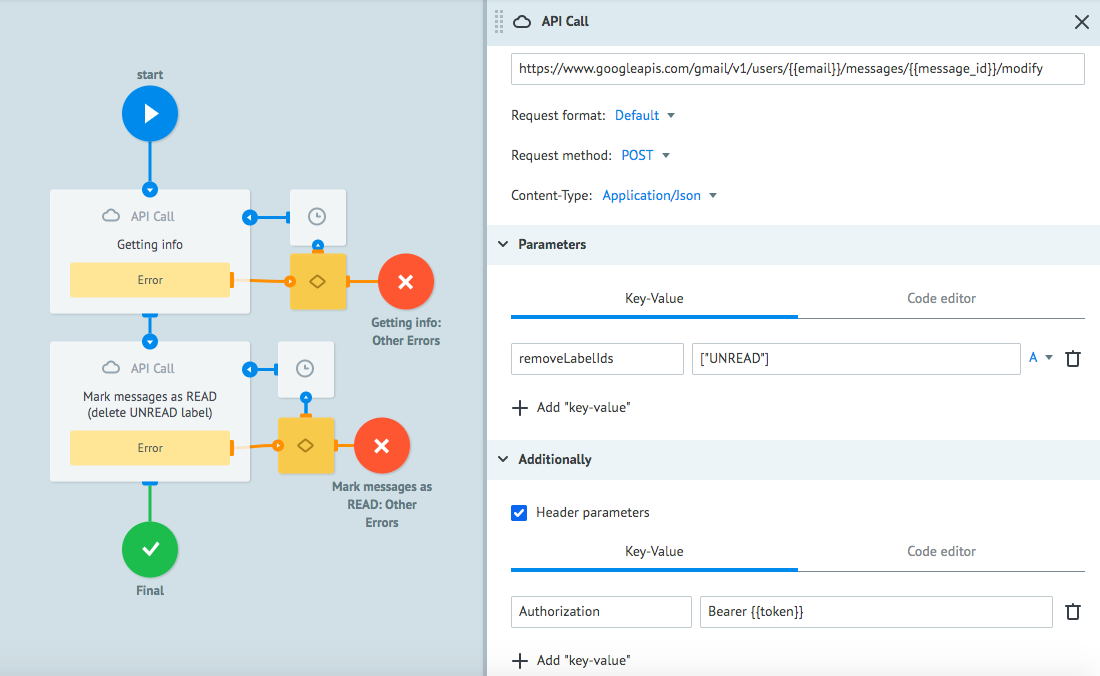 start
API Call
Getting info
Error
Getting info:
Other Errors
API Call
Mark messages as READ
(delete UNREAD label)
Error
Mark messages as
READ: Other
Errors
Final
API Call
https://www.googleapis.com/gmail/v1/users/{{email}}/messages/{{message_id}}/modify
Request format: Default
Request method: POST
Content-Type: Application/Json
Parameters
Key-Value Code editor
removeLabelIds ["UNREAD"] A
Add "key-value"
Additionally
Header parameters
Key-Value Code editor
Authorization Bearer {{token}}
Add "key-value"